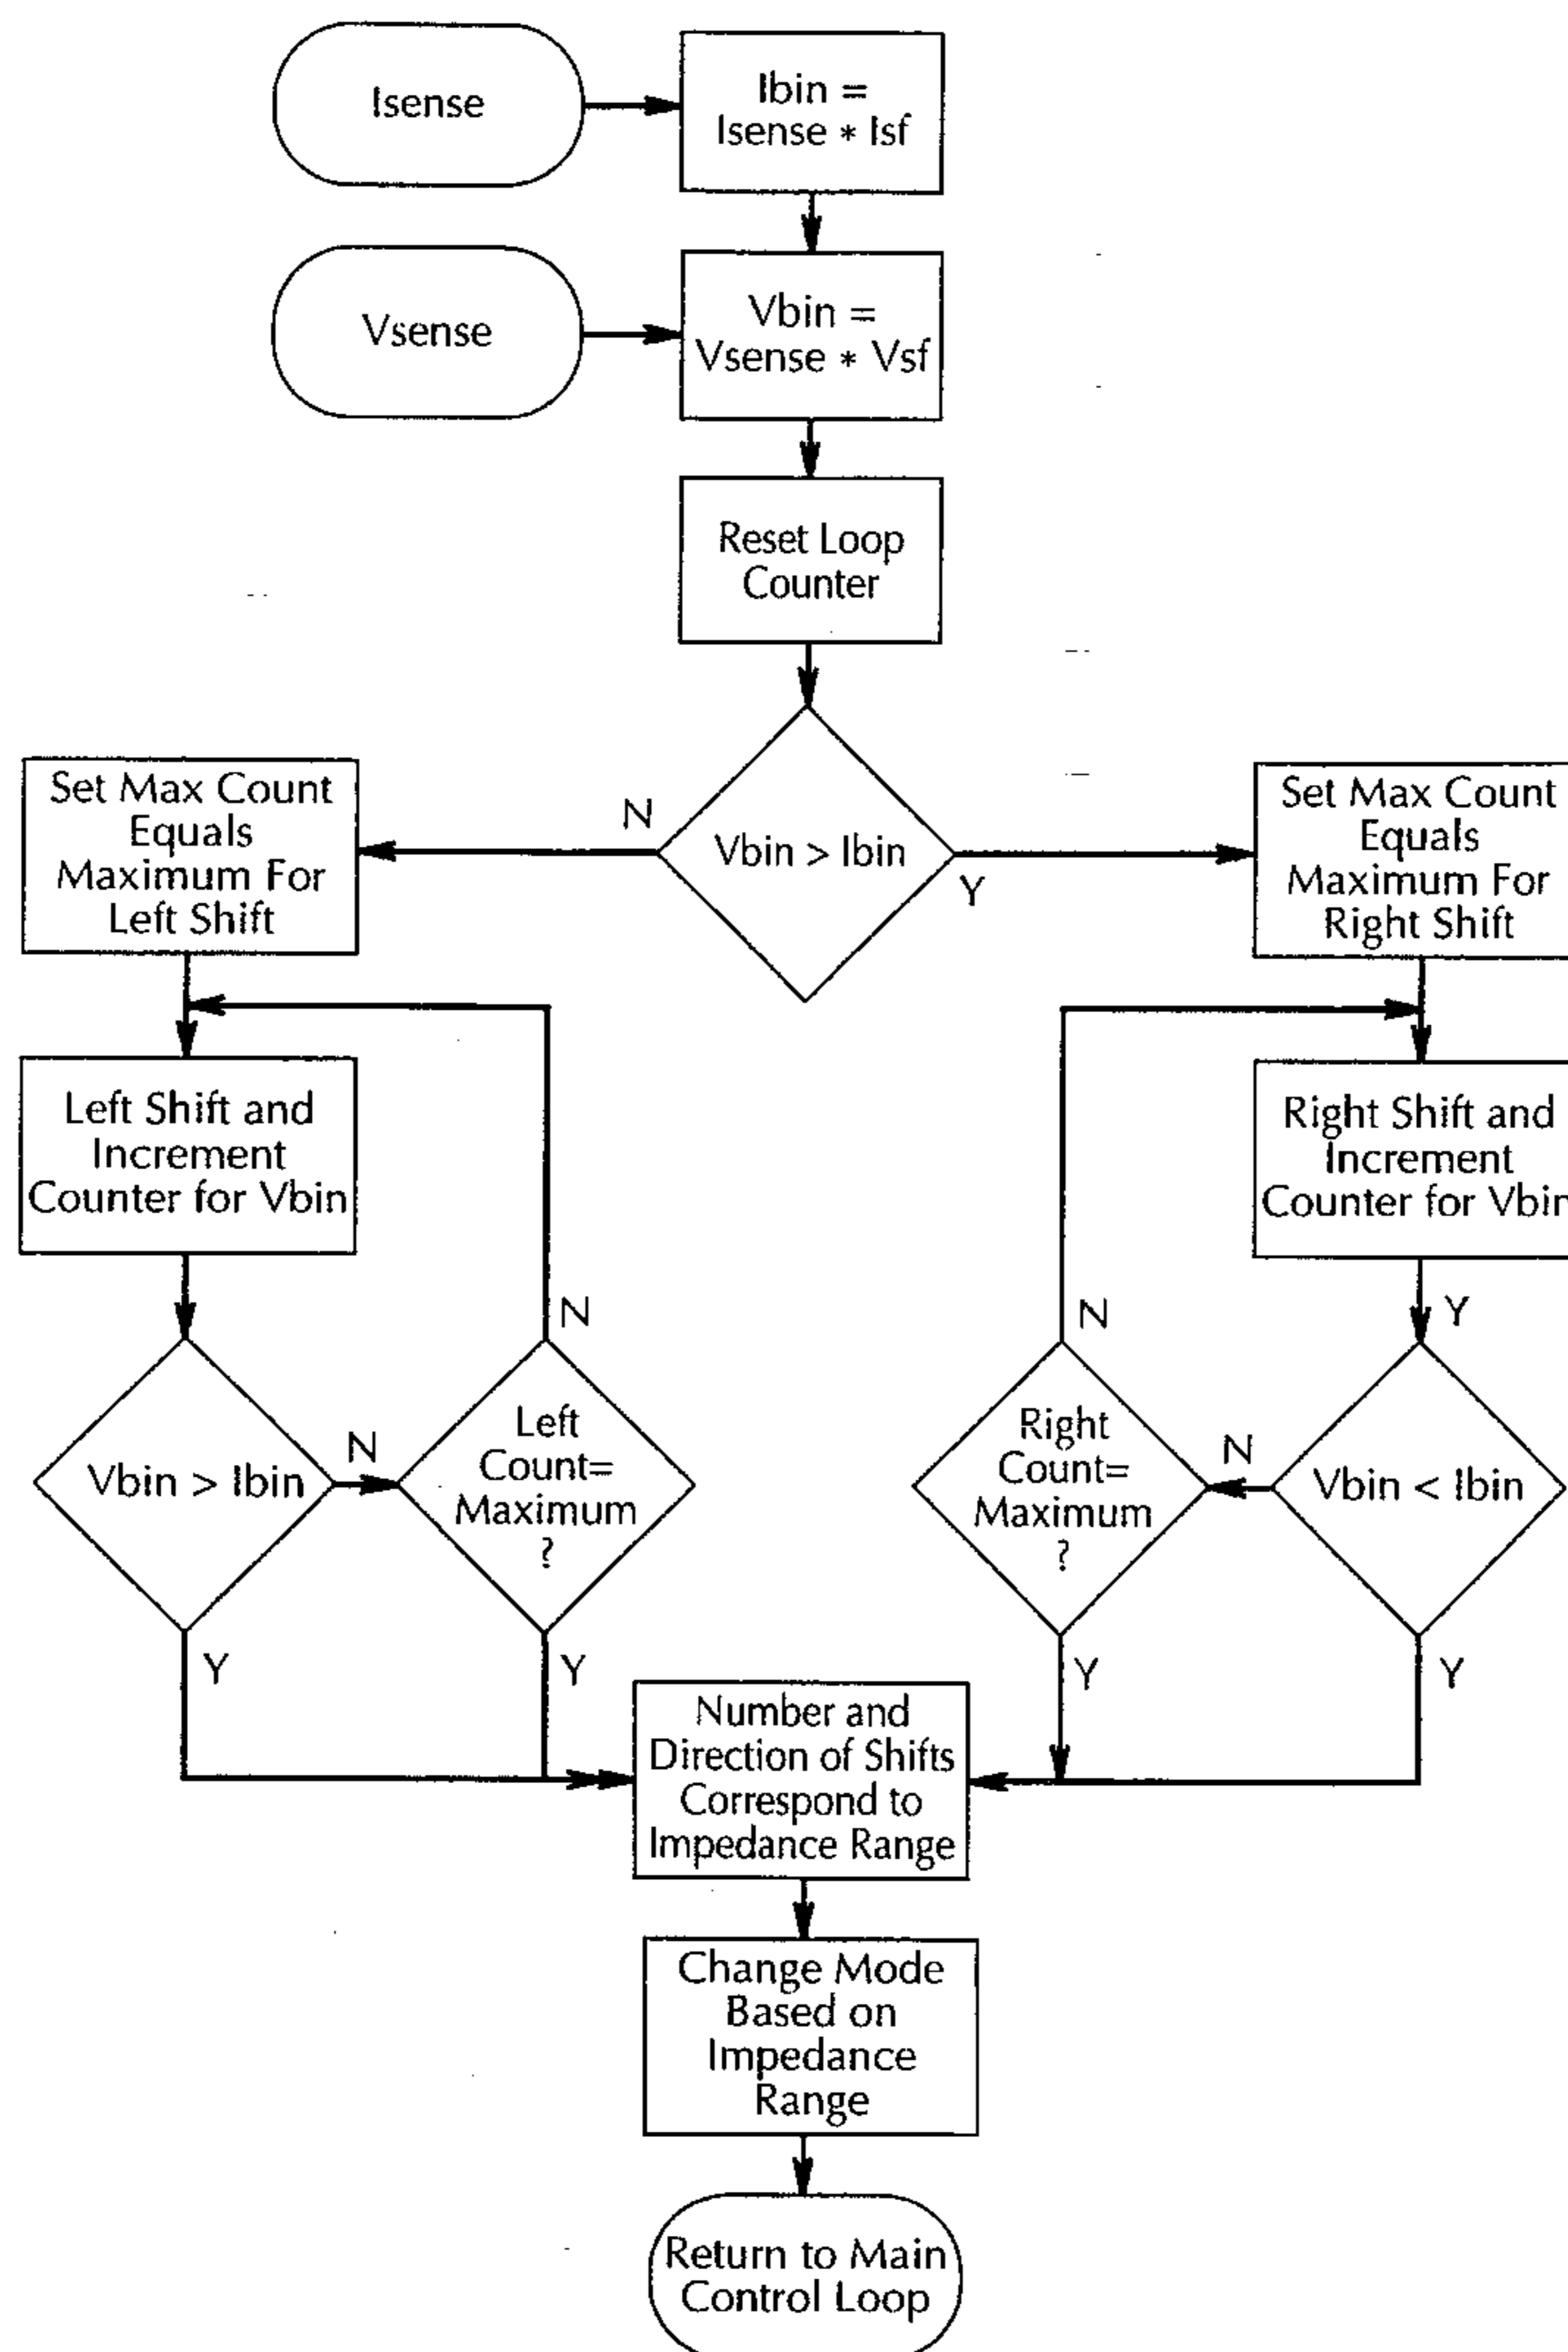 Isense
Ibin =
Isense * Isf
Vsense
Vbin =
Vsense * Vsf
Reset Loop
Counter
Vbin > Ibin
N
Y
Set Max Count
Equals
Maximum For
Left Shift
Set Max Count
Equals
Maximum For
Right Shift
Left Shift and
Increment
Counter for Vbin
Right Shift and
Increment
Counter for Vbin
N
N
Y
Vbin > Ibin
N
Left
Count=
Maximum
?
Right
Count=
Maximum
?
N
Vbin < Ibin
Y
Y
Y
Y
Number and
Direction of Shifts
Correspond to
Impedance Range
Change Mode
Based on
Impedance
Range
Return to Main
Control Loop